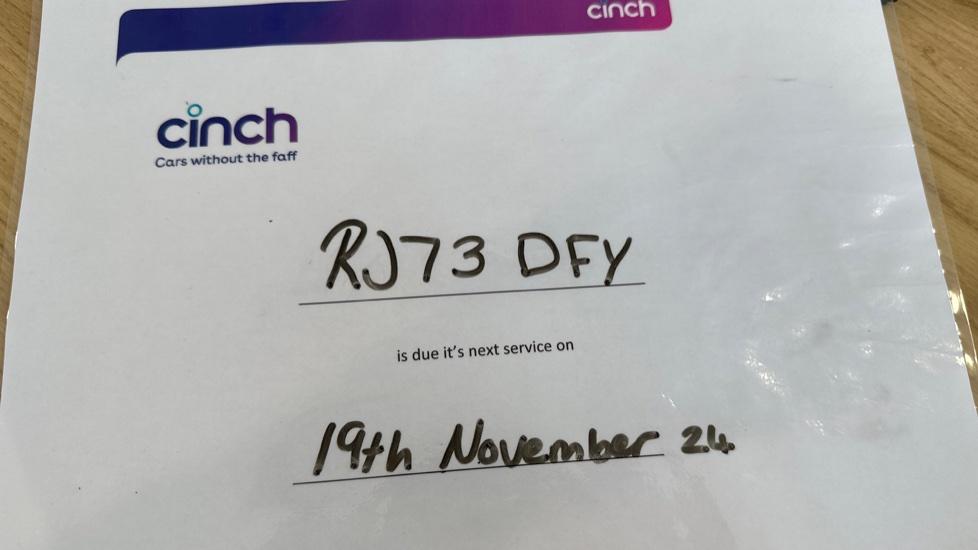 cinch
cinch
Cars without the faff
RJ73 DFY
is due it's next service on
19th November 24